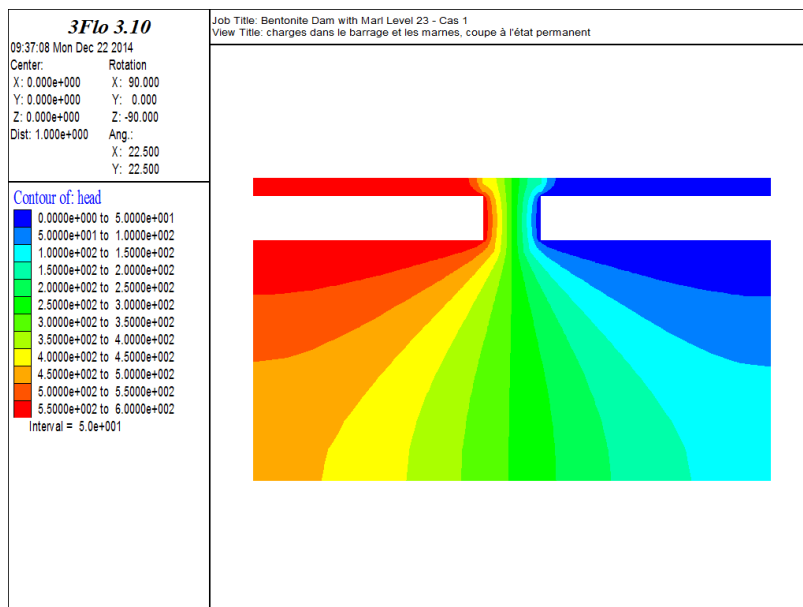 3Flo 3.10
09:37:08 Mon Dec 22 2014
Center: Rotation
X: 0.000e+000 X: 90.000
Y: 0.000e+000 Y: 0.000
Z: 0.000e+000 Z: -90.000
Dist: 1.000e+000 Ang.:
X: 22.500
Y: 22.500
Job Title: Bentonite Dam with Marl Level 23 - Cas 1
View Title: charges dans le barrage et les marnes, coupe à l'état permanent
Contour of: head
0.0000e+000 to 5.0000e+001
5.0000e+001 to 1.0000e+002
1.0000e+002 to 1.5000e+002
1.5000e+002 to 2.0000e+002
2.0000e+002 to 2.5000e+002
2.5000e+002 to 3.0000e+002
3.0000e+002 to 3.5000e+002
3.5000e+002 to 4.0000e+002
4.0000e+002 to 4.5000e+002
4.5000e+002 to 5.0000e+002
5.0000e+002 to 5.5000e+002
5.5000e+002 to 6.0000e+002
Interval = 5.0e+001